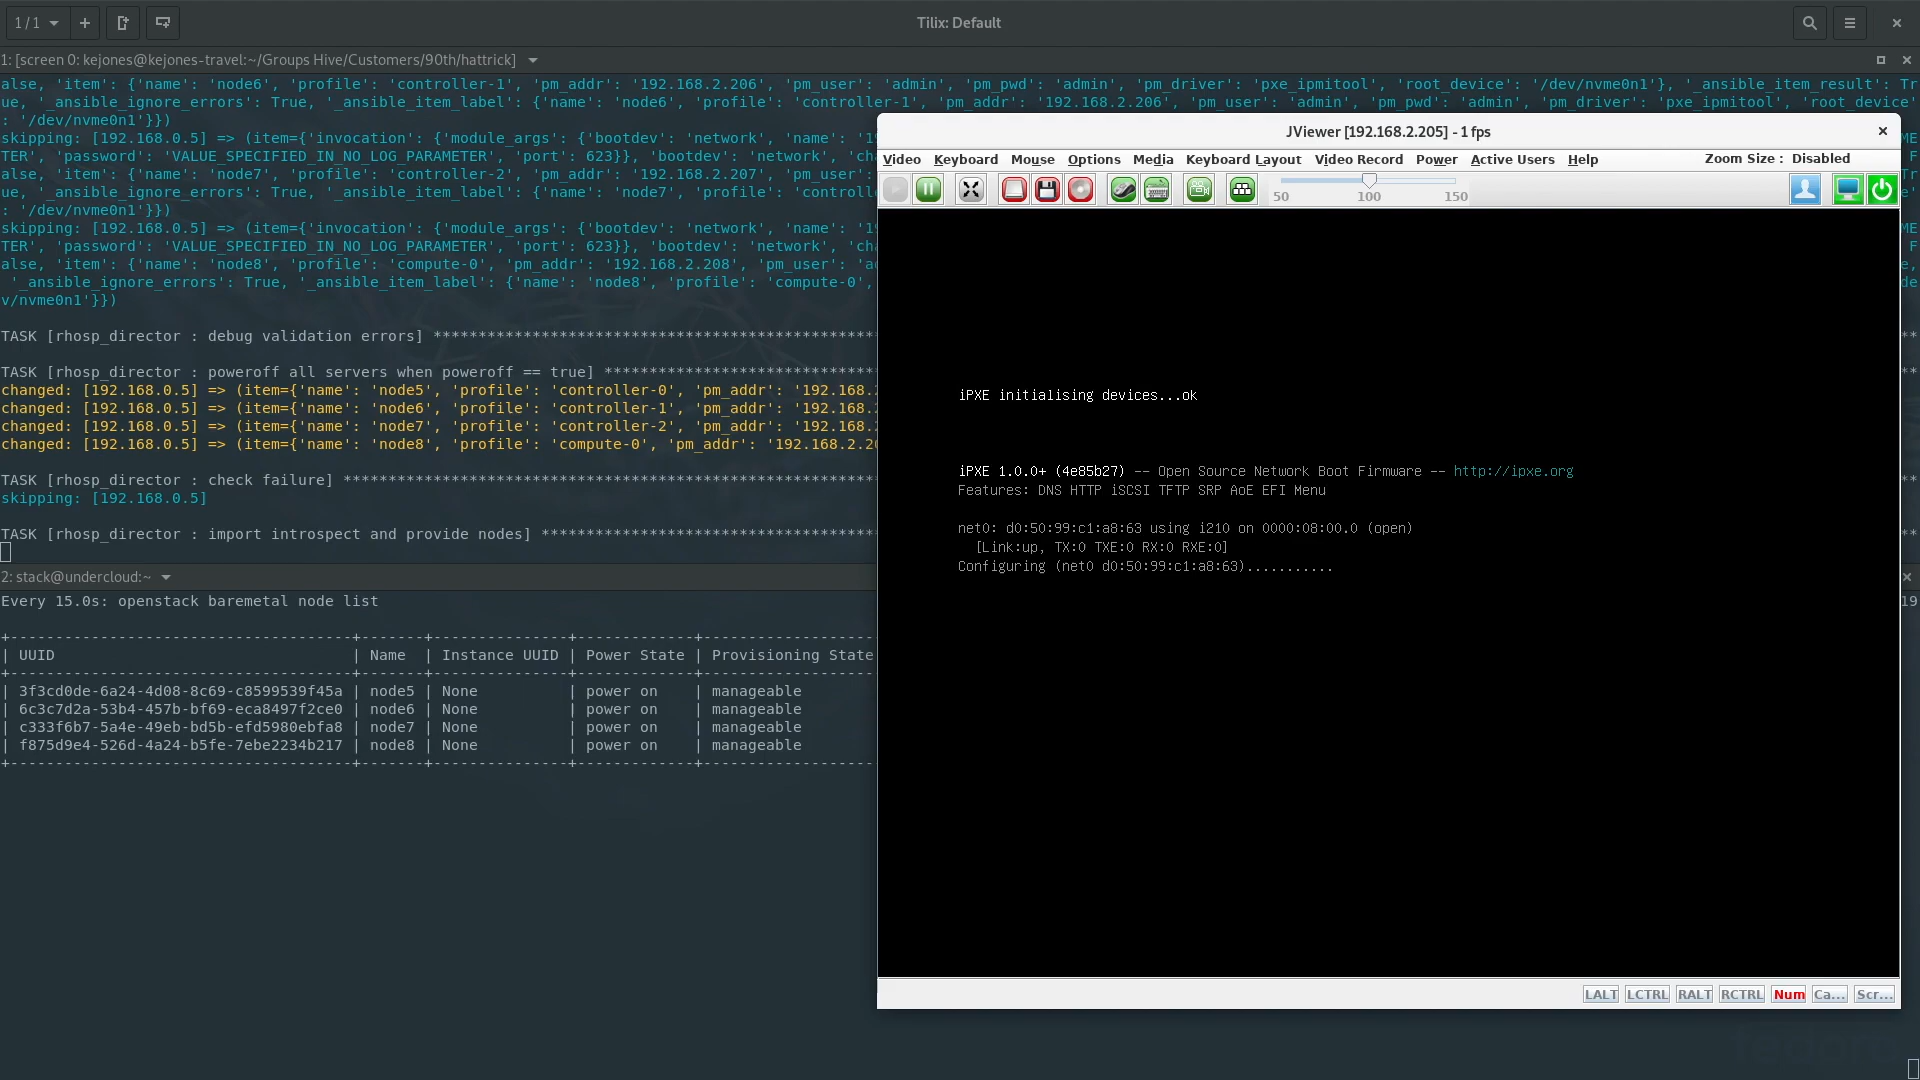 1 / 1
Tilix: Default
1: [screen 0: kejones@kejones-travel:~/Groups Hive/Customers/90th/hattrick]
alse, 'item': {'name': 'node6', 'profile': 'controller-1', 'pm_addr': '192.168.2.206', 'pm_user': 'admin', 'pm_pwd': 'admin', 'pm_driver': 'pxe_ipmitool', 'root_device': '/dev/nvme0n1'}, '_ansible_item_result': Tr
ue, '_ansible_ignore_errors': True, '_ansible_item_label': {'name': 'node6', 'profile': 'controller-1', 'pm_addr': '192.168.2.206', 'pm_user': 'admin', 'pm_pwd': 'admin', 'pm_driver': 'pxe_ipmitool', 'root_device'
: '/dev/nvme0n1'}})
skipping: [192.168.0.5] => (item={'invocation': {'module_args': {'bootdev': 'network', 'name': '19
TER', 'password': 'VALUE_SPECIFIED_IN_NO_LOG_PARAMETER', 'port': 623}}, 'bootdev': 'network', 'cha
alse, 'item': {'name': 'node7', 'profile': 'controller-2', 'pm_addr': '192.168.2.207', 'pm_user':
ue, '_ansible_ignore_errors': True, '_ansible_item_label': {'name': 'node7', 'profile': 'controll
: '/dev/nvme0n1'}})
skipping: [192.168.0.5] => (item={'invocation': {'module_args': {'bootdev': 'network', 'name': '19
TER', 'password': 'VALUE_SPECIFIED_IN_NO_LOG_PARAMETER', 'port': 623}}, 'bootdev': 'network', 'cha
alse, 'item': {'name': 'node8', 'profile': 'compute-0', 'pm_addr': '192.168.2.208', 'pm_user': 'ad
'_ansible_ignore_errors': True, '_ansible_item_label': {'name': 'node8', 'profile': 'compute-0',
v/nvme0n1'}})
TASK [rhosp_director : debug validation errors] *************************************************
TASK [rhosp_director : poweroff all servers when poweroff == true] ******************************
changed: [192.168.0.5] => (item={'name': 'node5', 'profile': 'controller-0', 'pm_addr': '192.168.2
changed: [192.168.0.5] => (item={'name': 'node6', 'profile': 'controller-1', 'pm_addr': '192.168.2
changed: [192.168.0.5] => (item={'name': 'node7', 'profile': 'controller-2', 'pm_addr': '192.168.2
changed: [192.168.0.5] => (item={'name': 'node8', 'profile': 'compute-0', 'pm_addr': '192.168.2.20
TASK [rhosp_director : check failure] ***********************************************************
skipping: [192.168.0.5]
TASK [rhosp_director : import introspect and provide nodes] *************************************
2: stack@undercloud:~
Every 15.0s: openstack baremetal node list
19
| UUID | Name | Instance UUID | Power State | Provisioning State
| 3f3cd0de-6a24-4d08-8c69-c8599539f45a | node5 | None | power on | manageable
| 6c3c7d2a-53b4-457b-bf69-eca8497f2ce0 | node6 | None | power on | manageable
| c333f6b7-5a4e-49eb-bd5b-efd5980ebfa8 | node7 | None | power on | manageable
| f875d9e4-526d-4a24-b5fe-7ebe2234b217 | node8 | None | power on | manageable
JViewer [192.168.2.205] - 1 fps
Video Keyboard Mouse Options Media Keyboard Layout Video Record Power Active Users Help Zoom Size : Disabled
50 100 150
iPXE initialising devices...ok
iPXE 1.0.0+ (4e85b27) -- Open Source Network Boot Firmware -- http://ipxe.org
Features: DNS HTTP iSCSI TFTP SRP AoE EFI Menu
net0: d0:50:99:c1:a8:63 using i210 on 0000:08:00.0 (open)
[Link:up, TX:0 TXE:0 RX:0 RXE:0]
Configuring (net0 d0:50:99:c1:a8:63)...........
LALT LCTRL RALT RCTRL Num Ca... Scr...